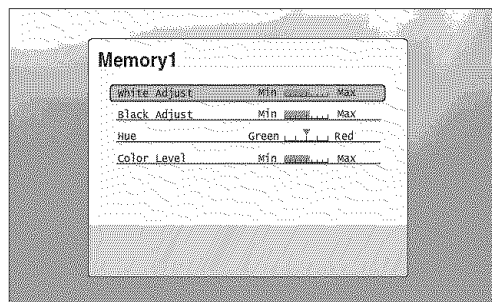 Memory1
White Adjust Min Max
Black Adjust Min Max
Hue Green Red
Color Level Min Max